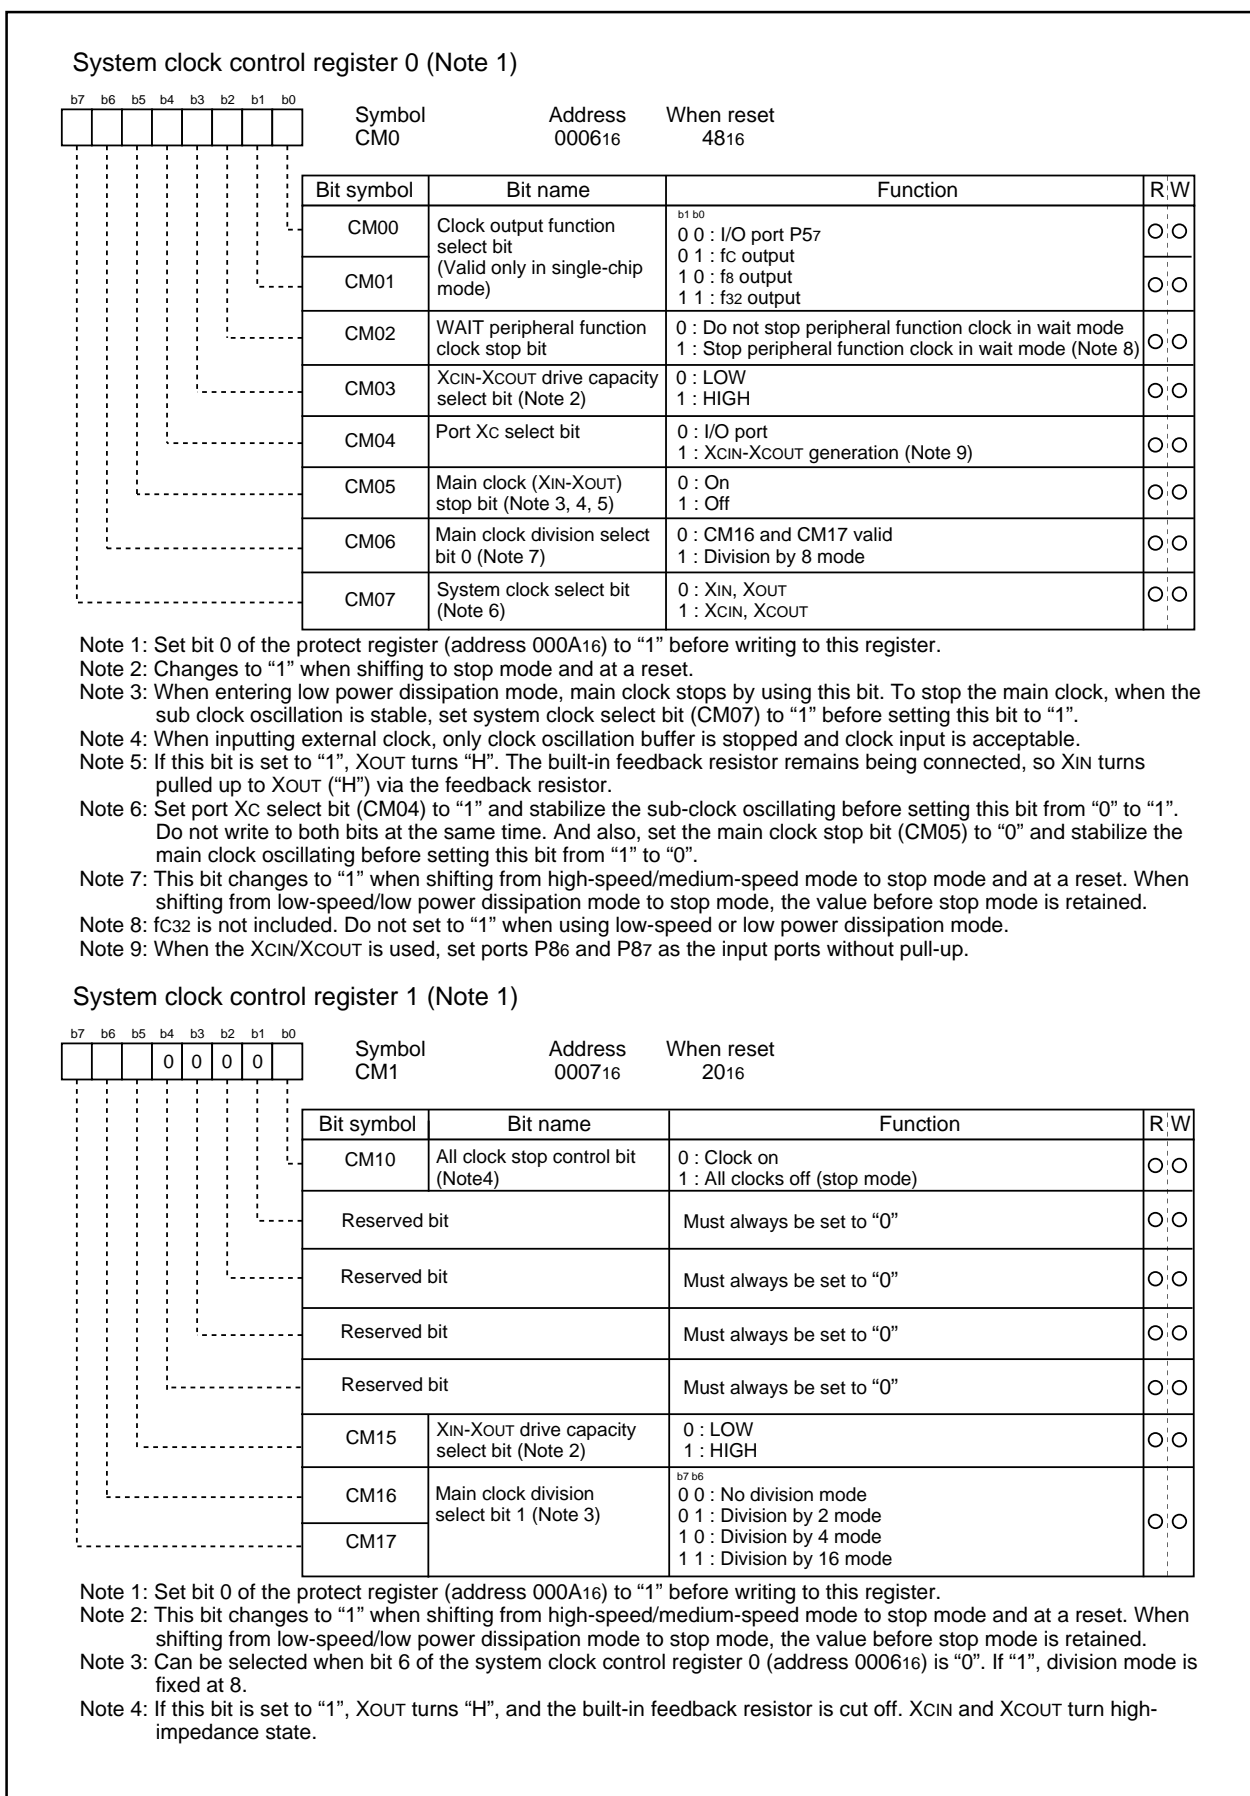 System clock control register 0 (Note 1)
b7 b6 b5 b4 b3 b2 b1 b0
Symbol Address When reset
CM0 000616 4816
Bit symbol Bit name Function R W
CM00 Clock output function select bit (Valid only in single-chip mode)
b1 b0
0 0 : I/O port P57
0 1 : fC output
CM01
1 0 : f8 output
1 1 : f32 output
CM02 WAIT peripheral function 0 : Do not stop peripheral function clock in wait mode
clock stop bit 1 : Stop peripheral function clock in wait mode (Note 8)
CM03 XCIN-XCOUT drive capacity 0 : LOW
select bit (Note 2) 1 : HIGH
CM04 Port XC select bit 0 : I/O port
1 : XCIN-XCOUT generation (Note 9)
CM05 Main clock (XIN-XOUT) 0 : On
stop bit (Note 3, 4, 5) 1 : Off
CM06 Main clock division select 0 : CM16 and CM17 valid
bit 0 (Note 7) 1 : Division by 8 mode
CM07 System clock select bit 0 : XIN, XOUT
(Note 6) 1 : XCIN, XCOUT
Note 1: Set bit 0 of the protect register (address 000A16) to “1” before writing to this register.
Note 2: Changes to “1” when shiffing to stop mode and at a reset.
Note 3: When entering low power dissipation mode, main clock stops by using this bit. To stop the main clock, when the
sub clock oscillation is stable, set system clock select bit (CM07) to “1” before setting this bit to “1”.
Note 4: When inputting external clock, only clock oscillation buffer is stopped and clock input is acceptable.
Note 5: If this bit is set to “1”, XOUT turns “H”. The built-in feedback resistor remains being connected, so XIN turns
pulled up to XOUT (“H”) via the feedback resistor.
Note 6: Set port XC select bit (CM04) to “1” and stabilize the sub-clock oscillating before setting this bit from “0” to “1”.
Do not write to both bits at the same time. And also, set the main clock stop bit (CM05) to “0” and stabilize the
main clock oscillating before setting this bit from “1” to “0”.
Note 7: This bit changes to “1” when shifting from high-speed/medium-speed mode to stop mode and at a reset. When
shifting from low-speed/low power dissipation mode to stop mode, the value before stop mode is retained.
Note 8: fC32 is not included. Do not set to “1” when using low-speed or low power dissipation mode.
Note 9: When the XCIN/XCOUT is used, set ports P86 and P87 as the input ports without pull-up.
System clock control register 1 (Note 1)
b7 b6 b5 b4 b3 b2 b1 b0
0 0 0 0
Symbol Address When reset
CM1 000716 2016
Bit symbol Bit name Function R W
CM10 All clock stop control bit 0 : Clock on
(Note4) 1 : All clocks off (stop mode)
Reserved bit Must always be set to “0”
Reserved bit Must always be set to “0”
Reserved bit Must always be set to “0”
Reserved bit Must always be set to “0”
CM15 XIN-XOUT drive capacity 0 : LOW
select bit (Note 2) 1 : HIGH
b7 b6
CM16 Main clock division 0 0 : No division mode
select bit 1 (Note 3) 0 1 : Division by 2 mode
CM17 1 0 : Division by 4 mode
1 1 : Division by 16 mode
Note 1: Set bit 0 of the protect register (address 000A16) to “1” before writing to this register.
Note 2: This bit changes to “1” when shifting from high-speed/medium-speed mode to stop mode and at a reset. When
shifting from low-speed/low power dissipation mode to stop mode, the value before stop mode is retained.
Note 3: Can be selected when bit 6 of the system clock control register 0 (address 000616) is “0”. If “1”, division mode is
fixed at 8.
Note 4: If this bit is set to “1”, XOUT turns “H”, and the built-in feedback resistor is cut off. XCIN and XCOUT turn high-
impedance state.